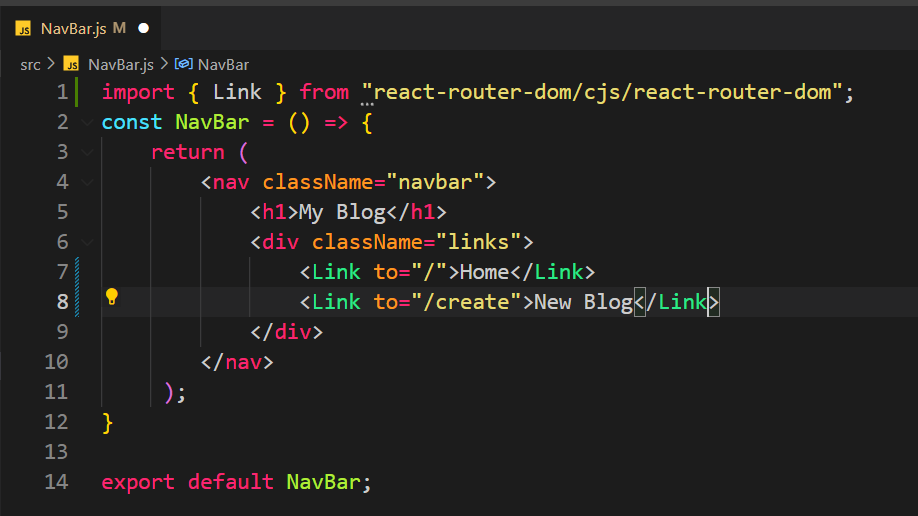 JS NavBar.js M
src > JS NavBar.js > NavBar
1 import { Link } from "react-router-dom/cjs/react-router-dom";
2 const NavBar = () => {
3     return (
4         <nav className="navbar">
5             <h1>My Blog</h1>
6             <div className="links">
7                 <Link to="/">Home</Link>
8                 <Link to="/create">New Blog</Link>
9             </div>
10         </nav>
11      );
12 }
13
14 export default NavBar;